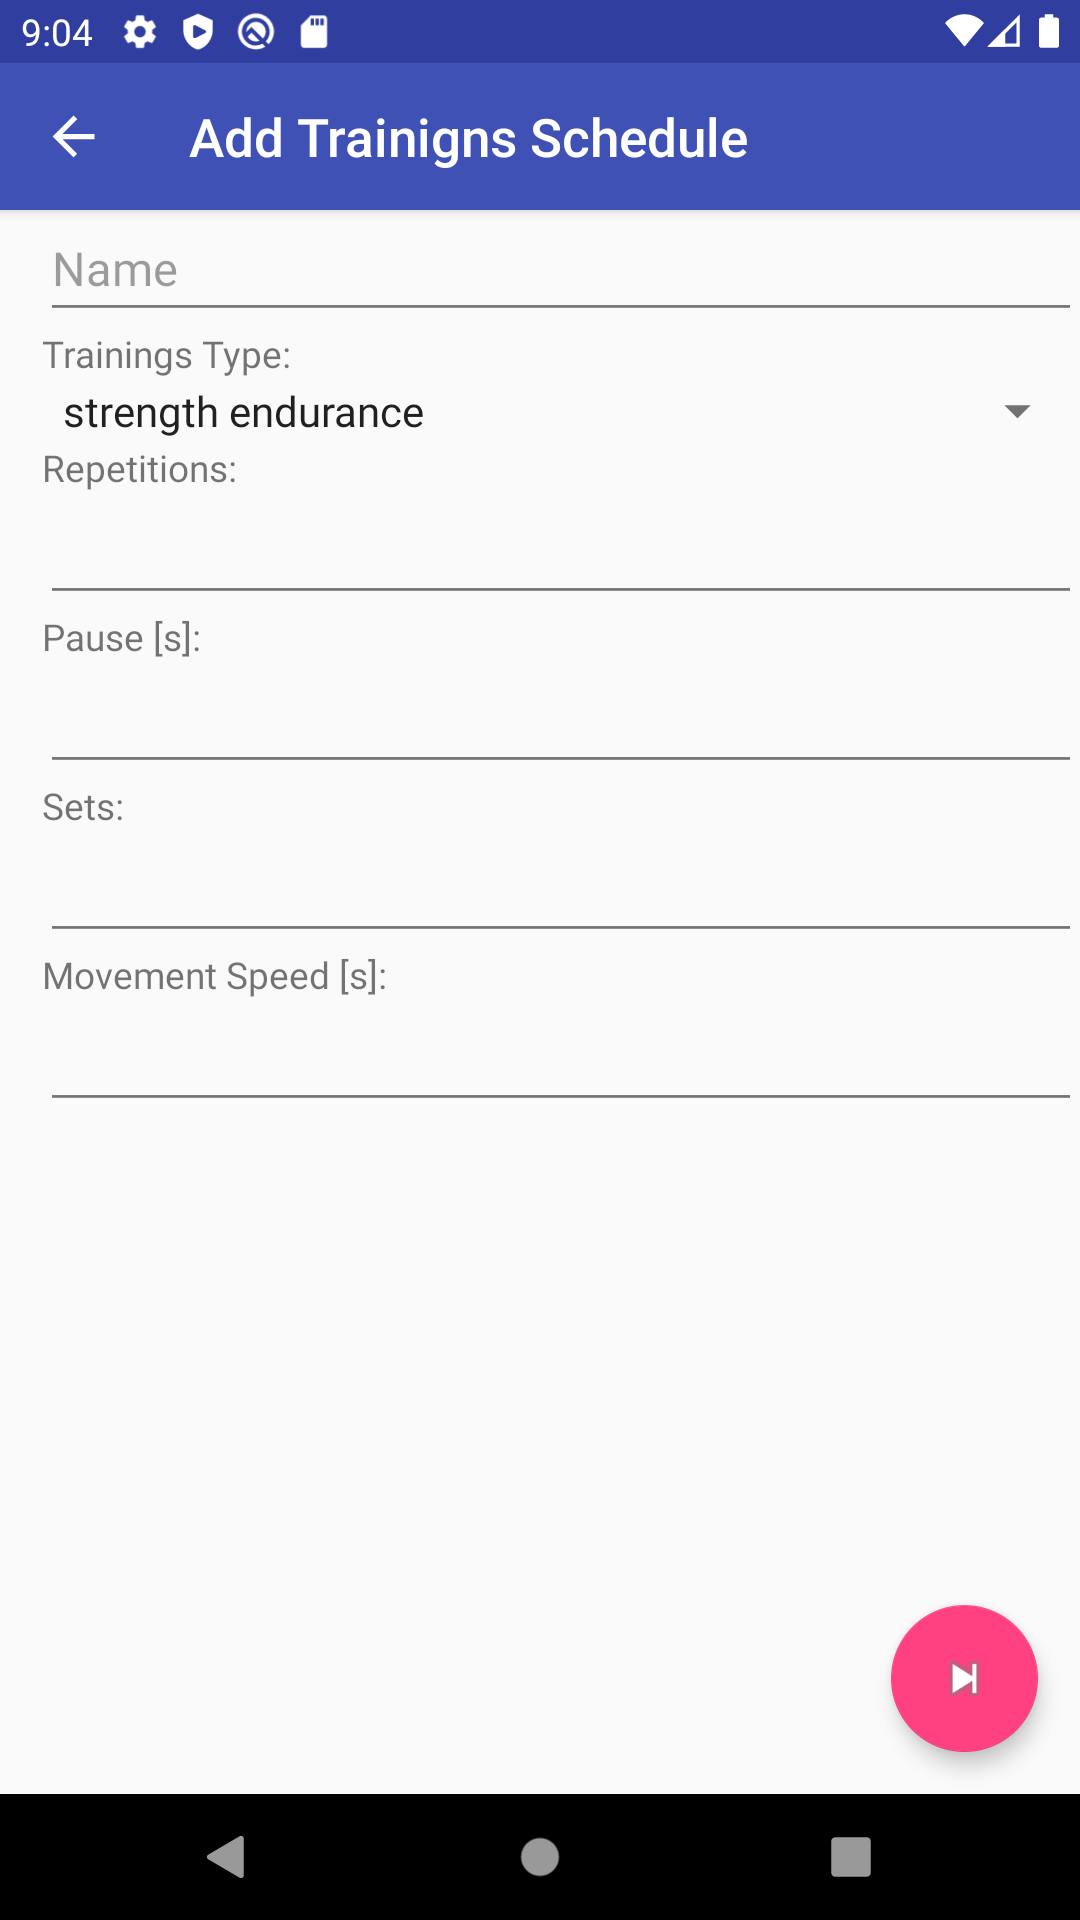 9:04
Add Trainigns Schedule
Name
Trainings Type:
strength endurance
Repetitions:
Pause [s]:
Sets:
Movement Speed [s]: